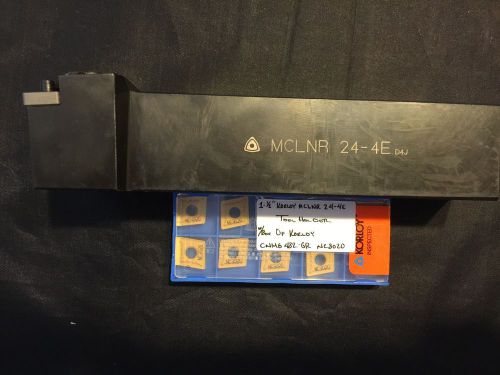 MCLNR 24-4E D4J
1-½" KORLOY MCLNR 24-4E
TOOL HOLDER
w/Box OF KORLOY
CNMG 432-GR NC3020
KORLOY
INSPECTED